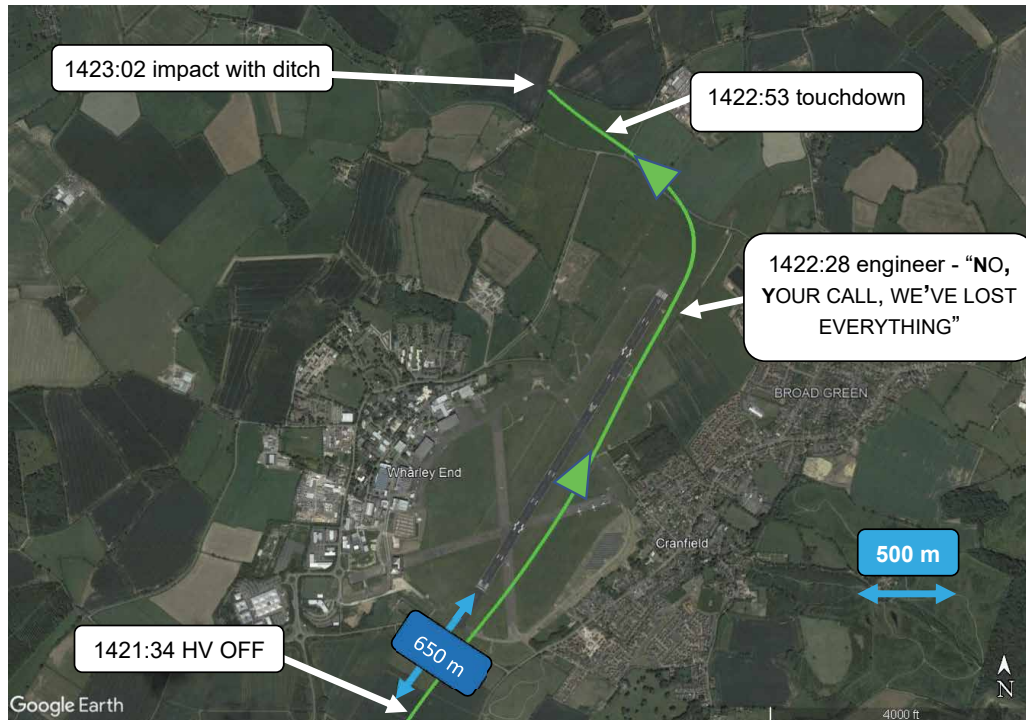 1423:02 impact with ditch
1422:53 touchdown
1422:28 engineer - “NO,
YOUR CALL, WE’VE LOST
EVERYTHING”
BROAD GREEN
Wharley End
Cranfield
500 m
650 m
1421:34 HV OFF
Google Earth
N
4000 ft